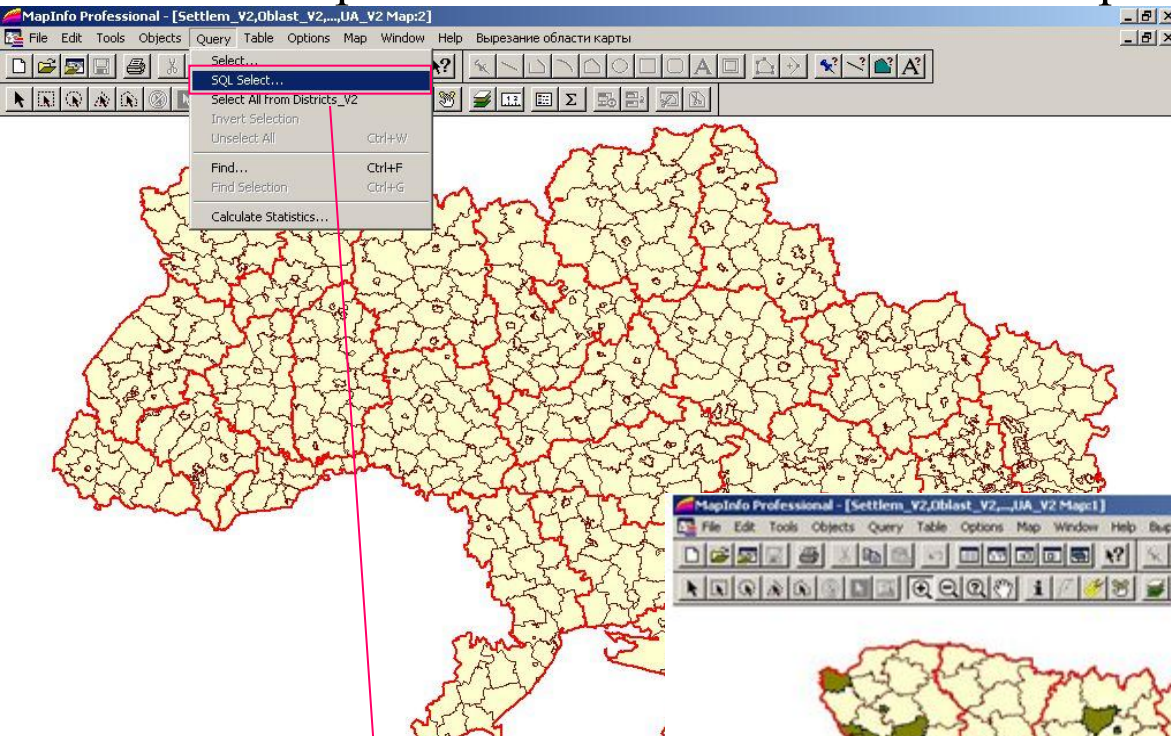 MapInfo Professional - [Settlem_V2,Oblast_V2,...,UA_V2 Map:2]
File Edit Tools Objects Query Table Options Map Window Help Вырезание области карты
Select...
SQL Select...
Select All from Districts_V2
Invert Selection
Unselect All Ctrl+W
Find... Ctrl+F
Find Selection Ctrl+G
Calculate Statistics...
MapInfo Professional - [Settlem_V2,Oblast_V2,...,UA_V2 Map:1]
File Edit Tools Objects Query Table Options Map Window Help